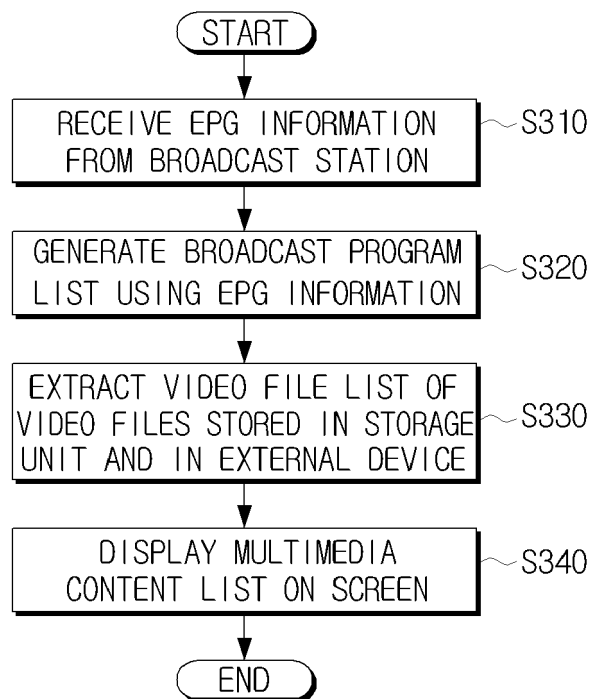 START
RECEIVE EPG INFORMATION
FROM BROADCAST STATION
S310
GENERATE BROADCAST PROGRAM
LIST USING EPG INFORMATION
S320
EXTRACT VIDEO FILE LIST OF
VIDEO FILES STORED IN STORAGE
UNIT AND IN EXTERNAL DEVICE
S330
DISPLAY MULTIMEDIA
CONTENT LIST ON SCREEN
S340
END